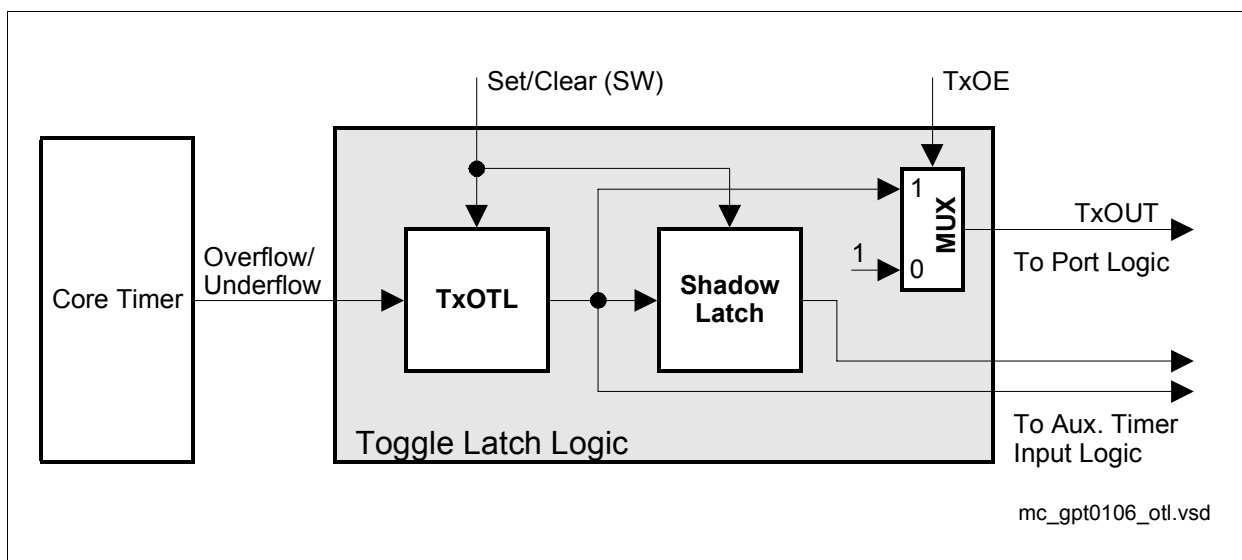 Set/Clear (SW)
TxOE
1
MUX
TxOUT
Overflow/
Underflow
1
0
To Port Logic
Core Timer
TxOTL
Shadow
Latch
To Aux. Timer
Input Logic
Toggle Latch Logic
mc_gpt0106_otl.vsd